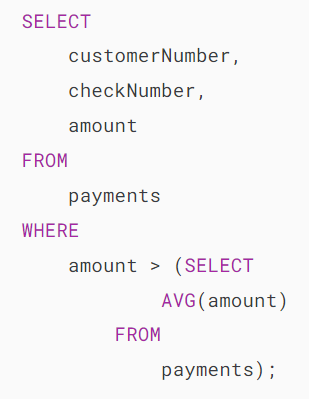 SELECT
    customerNumber,
    checkNumber,
    amount
FROM
    payments
WHERE
    amount > (SELECT
            AVG(amount)
        FROM
            payments);